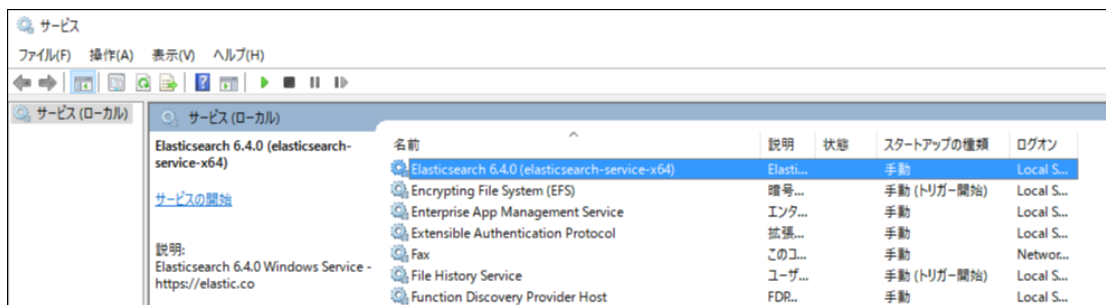 サービス
ファイル(F) 操作(A) 表示(V) ヘルプ(H)
サービス (ローカル)
サービス (ローカル)
Elasticsearch 6.4.0 (elasticsearch-
service-x64)
サービスの開始
説明:
Elasticsearch 6.4.0 Windows Service -
https://elastic.co
名前 説明 状態 スタートアップの種類 ログオン
Elasticsearch 6.4.0 (elasticsearch-service-x64) Elasti... 手動 Local S...
Encrypting File System (EFS) 暗号... 手動 (トリガー開始) Local S...
Enterprise App Management Service エンタ... 手動 Local S...
Extensible Authentication Protocol 拡張... 手動 Local S...
Fax このコ... 手動 Networ...
File History Service ユーザ... 手動 (トリガー開始) Local S...
Function Discovery Provider Host FDP... 手動 Local S...